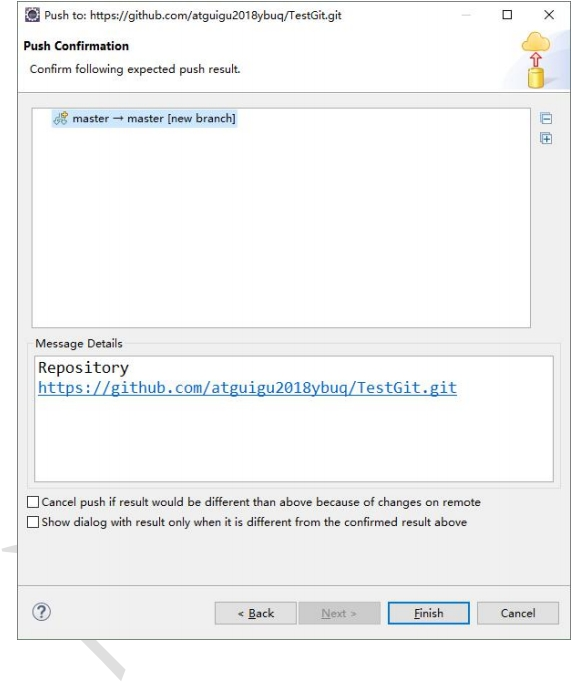 Push to: https://github.com/atguigu2018ybuq/TestGit.git
Push Confirmation
Confirm following expected push result.
master → master [new branch]
Message Details
Repository
https://github.com/atguigu2018ybuq/TestGit.git
Cancel push if result would be different than above because of changes on remote
Show dialog with result only when it is different from the confirmed result above
< Back Next > Finish Cancel